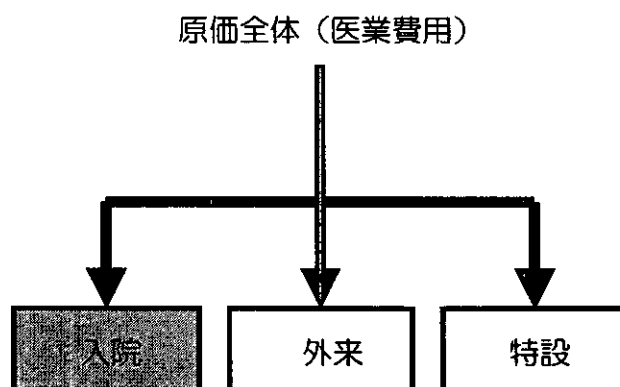 原価全体（医業費用）
入院
外来
特設